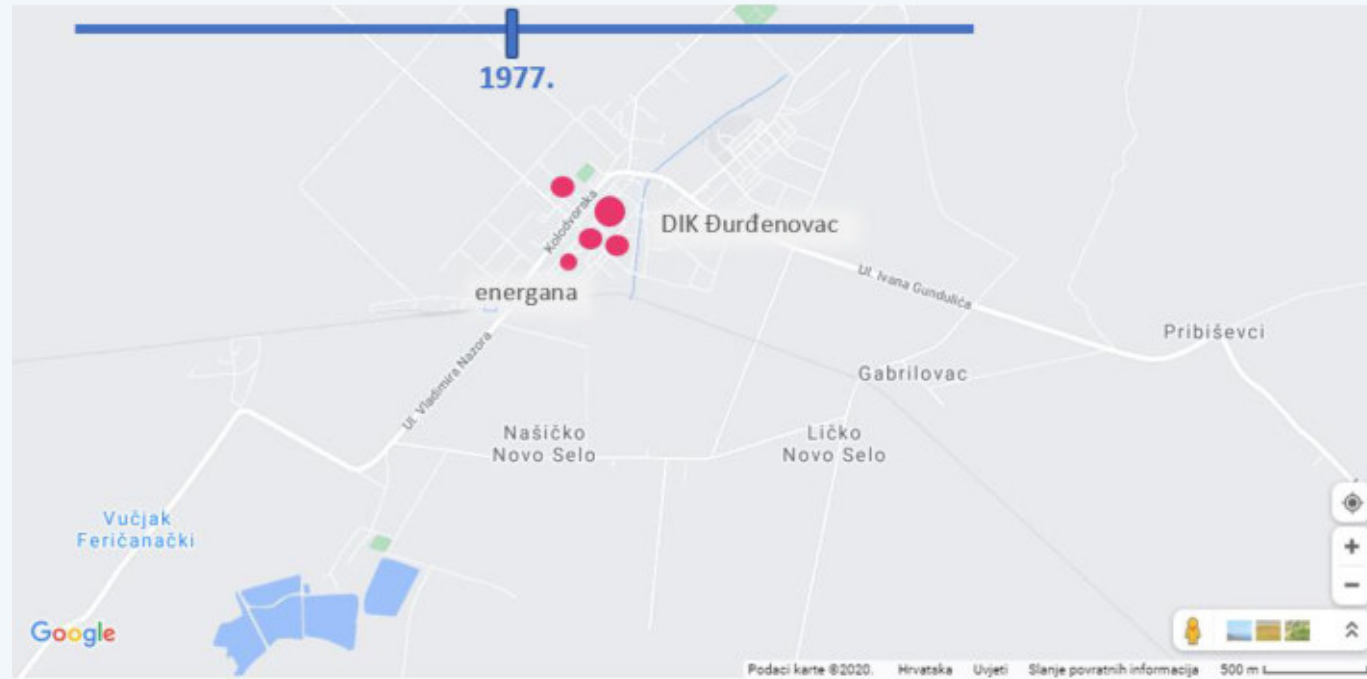 1977.
Kolodvorska
DIK Đurđenovac
energana
Ul. Ivana Gundulića
Pribiševci
Ul. Vladimira Nazora
Gabrilovac
Našičko
Novo Selo
Ličko
Novo Selo
Vučjak
Feričanački
Google
Podaci karte ©2020. Hrvatska Uvjeti Slanje povratnih informacija 500 m